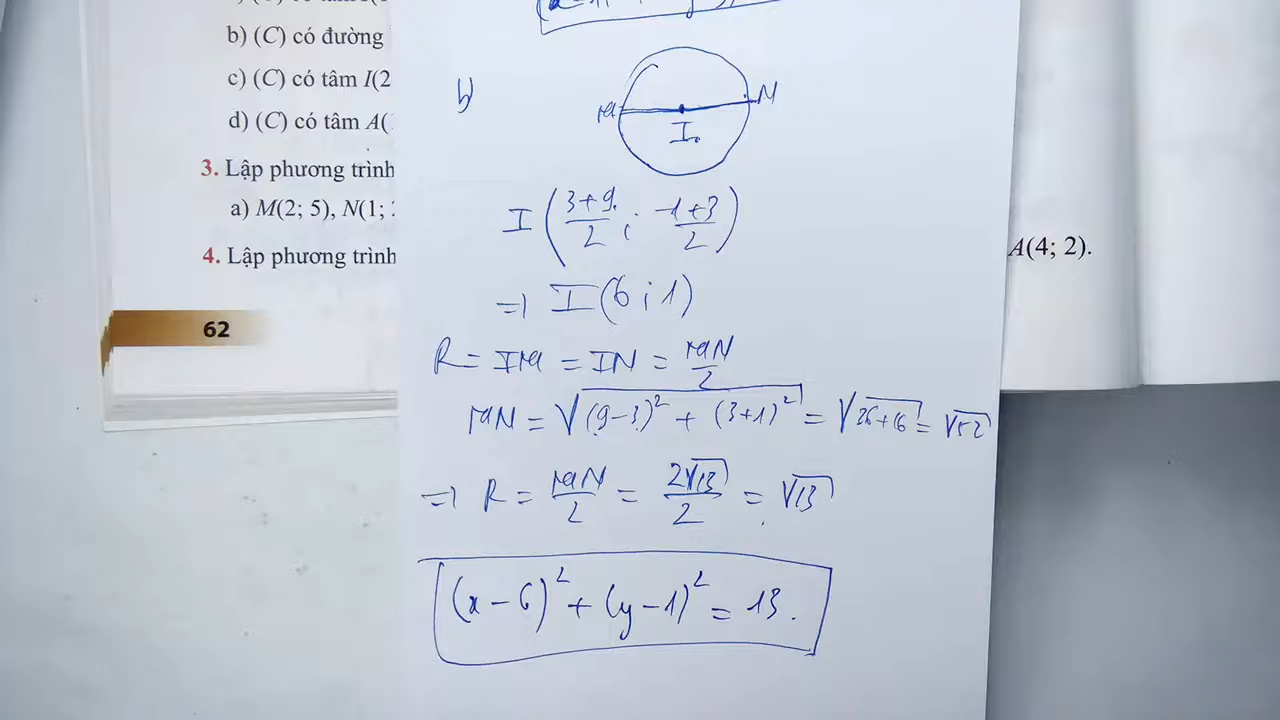 b) (C) có đường
c) (C) có tâm I(2
d) (C) có tâm A(
3. Lập phương trình
a) M(2; 5), N(1;
4. Lập phương trình
A(4; 2).
62
b)
M
N
I
I (3+9/2 ; -1+3/2)
=> I(6;1)
R = IM = IN = MN/2
MN = √((9-3)² + (3+1)²) = √(36+16) = √52
=> R = MN/2 = 2√13/2 = √13
(x-6)² + (y-1)² = 13.